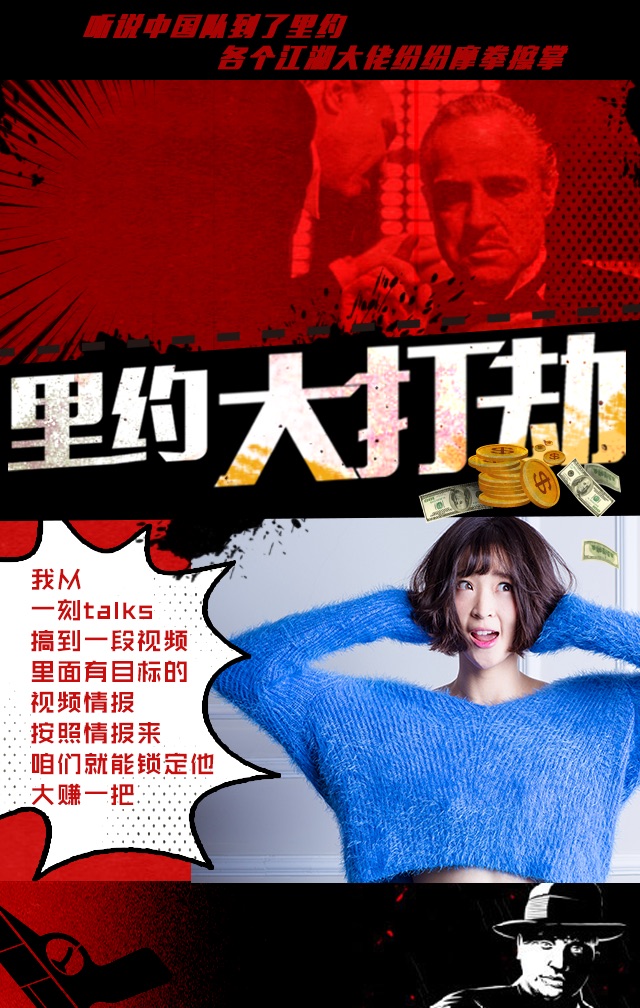 听说中国队到了里约
各个江湖大佬纷纷摩拳擦掌
里约大打劫
我从
一刻talks
搞到一段视频
里面有目标的
视频情报
按照情报来
咱们就能锁定他
大赚一把